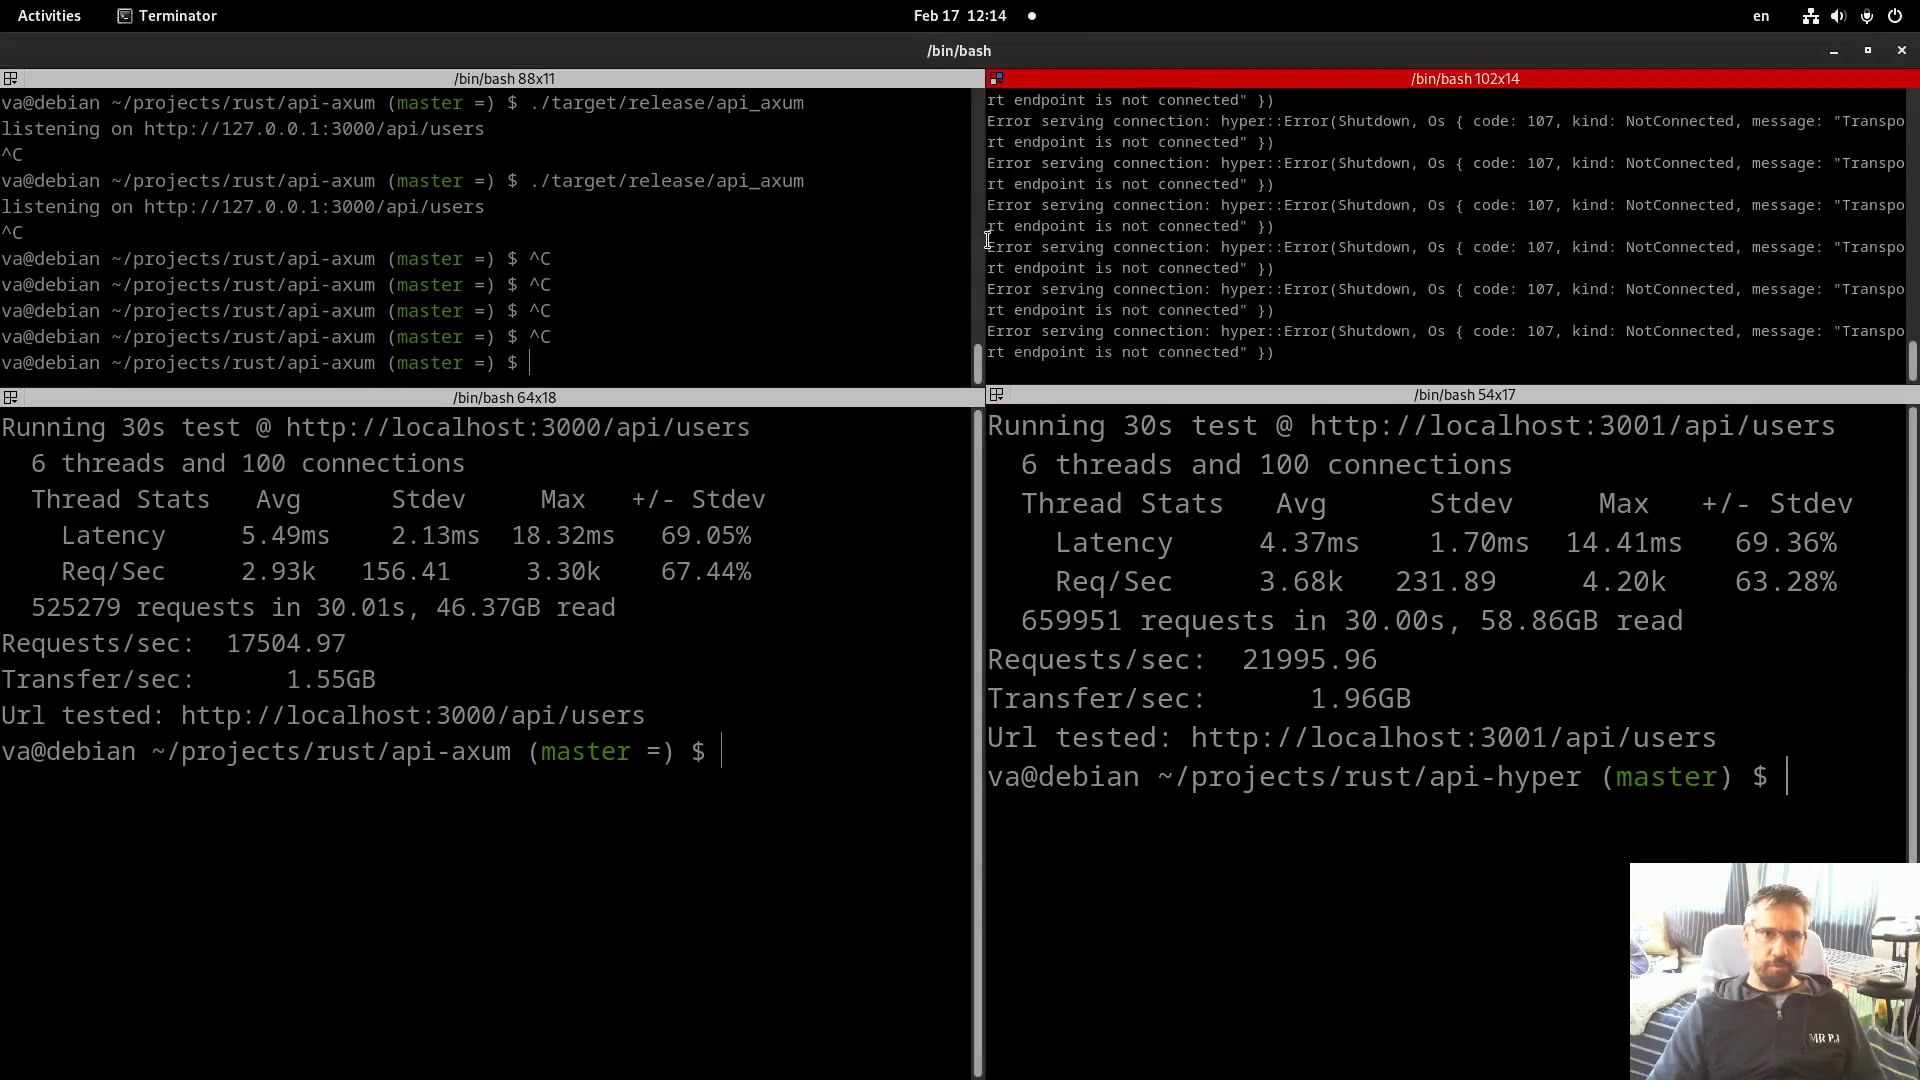 Activities
Terminator
Feb 17 12:14
en
/bin/bash
/bin/bash 88x11
va@debian ~/projects/rust/api-axum (master =) $ ./target/release/api_axum
listening on http://127.0.0.1:3000/api/users
^C
va@debian ~/projects/rust/api-axum (master =) $ ./target/release/api_axum
listening on http://127.0.0.1:3000/api/users
^C
va@debian ~/projects/rust/api-axum (master =) $ ^C
va@debian ~/projects/rust/api-axum (master =) $ ^C
va@debian ~/projects/rust/api-axum (master =) $ ^C
va@debian ~/projects/rust/api-axum (master =) $ ^C
va@debian ~/projects/rust/api-axum (master =) $
/bin/bash 102x14
rt endpoint is not connected" })
Error serving connection: hyper::Error(Shutdown, Os { code: 107, kind: NotConnected, message: "Transpo
rt endpoint is not connected" })
Error serving connection: hyper::Error(Shutdown, Os { code: 107, kind: NotConnected, message: "Transpo
rt endpoint is not connected" })
Error serving connection: hyper::Error(Shutdown, Os { code: 107, kind: NotConnected, message: "Transpo
rt endpoint is not connected" })
Error serving connection: hyper::Error(Shutdown, Os { code: 107, kind: NotConnected, message: "Transpo
rt endpoint is not connected" })
Error serving connection: hyper::Error(Shutdown, Os { code: 107, kind: NotConnected, message: "Transpo
rt endpoint is not connected" })
Error serving connection: hyper::Error(Shutdown, Os { code: 107, kind: NotConnected, message: "Transpo
rt endpoint is not connected" })
/bin/bash 64x18
Running 30s test @ http://localhost:3000/api/users
6 threads and 100 connections
Thread Stats Avg Stdev Max +/- Stdev
Latency 5.49ms 2.13ms 18.32ms 69.05%
Req/Sec 2.93k 156.41 3.30k 67.44%
525279 requests in 30.01s, 46.37GB read
Requests/sec: 17504.97
Transfer/sec: 1.55GB
Url tested: http://localhost:3000/api/users
va@debian ~/projects/rust/api-axum (master =) $
/bin/bash 54x17
Running 30s test @ http://localhost:3001/api/users
6 threads and 100 connections
Thread Stats Avg Stdev Max +/- Stdev
Latency 4.37ms 1.70ms 14.41ms 69.36%
Req/Sec 3.68k 231.89 4.20k 63.28%
659951 requests in 30.00s, 58.86GB read
Requests/sec: 21995.96
Transfer/sec: 1.96GB
Url tested: http://localhost:3001/api/users
va@debian ~/projects/rust/api-hyper (master) $
MR P.J